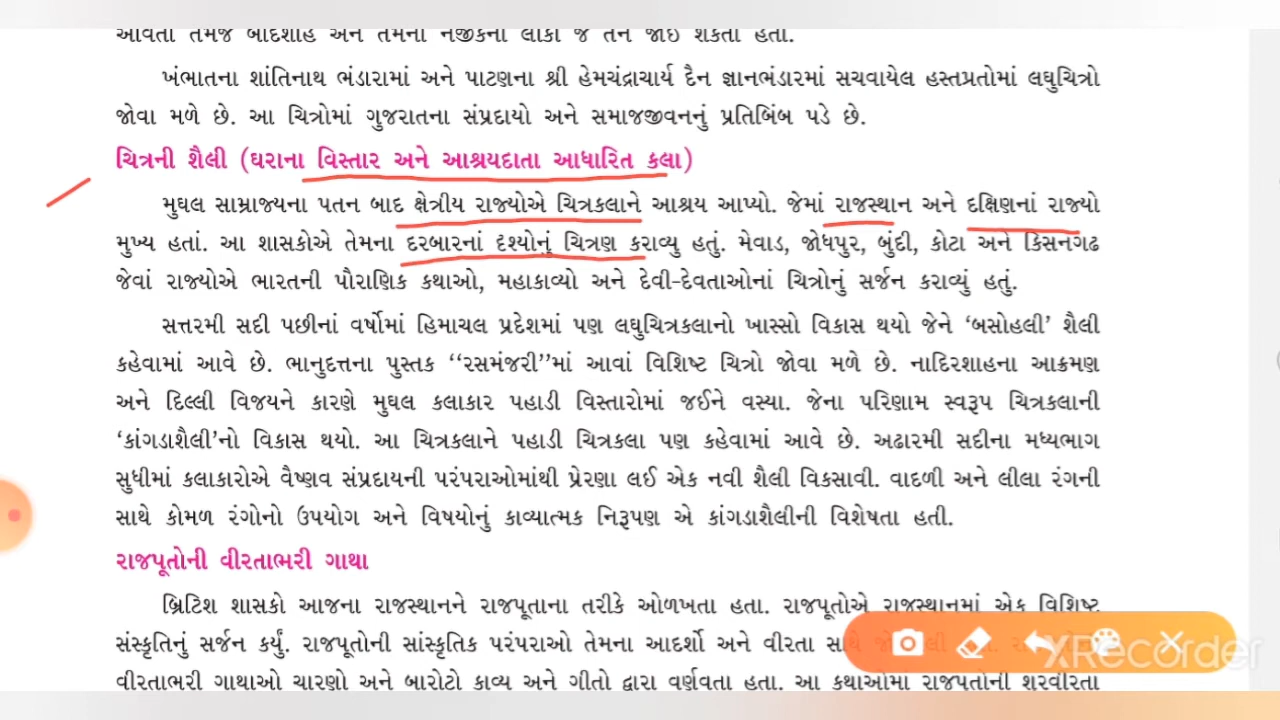 આવતા તેમજ બાદશાહ અને તેમની નજીકના લોકો જ તેને જોઈ શકતા હતા.
ખંભાતના શાંતિનાથ ભંડારામાં અને પાટણના શ્રી હેમચંદ્રાચાર્ય દૈન જ્ઞાનભંડારમાં સચવાયેલ હસ્તપ્રતોમાં લઘુચિત્રો
જોવા મળે છે. આ ચિત્રોમાં ગુજરાતના સંપ્રદાયો અને સમાજજીવનનું પ્રતિબિંબ પડે છે.
ચિત્રની શૈલી (ઘરાના વિસ્તાર અને આશ્રયદાતા આધારિત કલા)
મુઘલ સામ્રાજ્યના પતન બાદ ક્ષેત્રીય રાજ્યોએ ચિત્રકલાને આશ્રય આપ્યો. જેમાં રાજસ્થાન અને દક્ષિણનાં રાજ્યો
મુખ્ય હતાં. આ શાસકોએ તેમના દરબારનાં દૃશ્યોનું ચિત્રણ કરાવ્યુ હતું. મેવાડ, જોધપુર, બુંદી, કોટા અને કિસનગઢ
જેવાં રાજ્યોએ ભારતની પૌરાણિક કથાઓ, મહાકાવ્યો અને દેવી-દેવતાઓનાં ચિત્રોનું સર્જન કરાવ્યું હતું.
સત્તરમી સદી પછીનાં વર્ષોમાં હિમાચલ પ્રદેશમાં પણ લઘુચિત્રકલાનો ખાસ્સો વિકાસ થયો જેને ‘બસોહલી’ શૈલી
કહેવામાં આવે છે. ભાનુદત્તના પુસ્તક ‘‘રસમંજરી’’માં આવાં વિશિષ્ટ ચિત્રો જોવા મળે છે. નાદિરશાહના આક્રમણ
અને દિલ્લી વિજયને કારણે મુઘલ કલાકાર પહાડી વિસ્તારોમાં જઈને વસ્યા. જેના પરિણામ સ્વરૂપ ચિત્રકલાની
‘કાંગડાશૈલી’નો વિકાસ થયો. આ ચિત્રકલાને પહાડી ચિત્રકલા પણ કહેવામાં આવે છે. અઢારમી સદીના મધ્યભાગ
સુધીમાં કલાકારોએ વૈષ્ણવ સંપ્રદાયની પરંપરાઓમાંથી પ્રેરણા લઈ એક નવી શૈલી વિકસાવી. વાદળી અને લીલા રંગની
સાથે કોમળ રંગોનો ઉપયોગ અને વિષયોનું કાવ્યાત્મક નિરૂપણ એ કાંગડાશૈલીની વિશેષતા હતી.
રાજપૂતોની વીરતાભરી ગાથા
બ્રિટિશ શાસકો આજના રાજસ્થાનને રાજપૂતાના તરીકે ઓળખતા હતા. રાજપૂતોએ રાજસ્થાનમાં એક વિશિષ્ટ
સંસ્કૃતિનું સર્જન કર્યું. રાજપૂતોની સાંસ્કૃતિક પરંપરાઓ તેમના આદર્શો અને વીરતા સાથે
વીરતાભરી ગાથાઓ ચારણો અને બારોટો કાવ્ય અને ગીતો દ્વારા વર્ણવતા હતા. આ કથાઓમાં રાજપૂતોની શૂરવીરતા
XRecorder